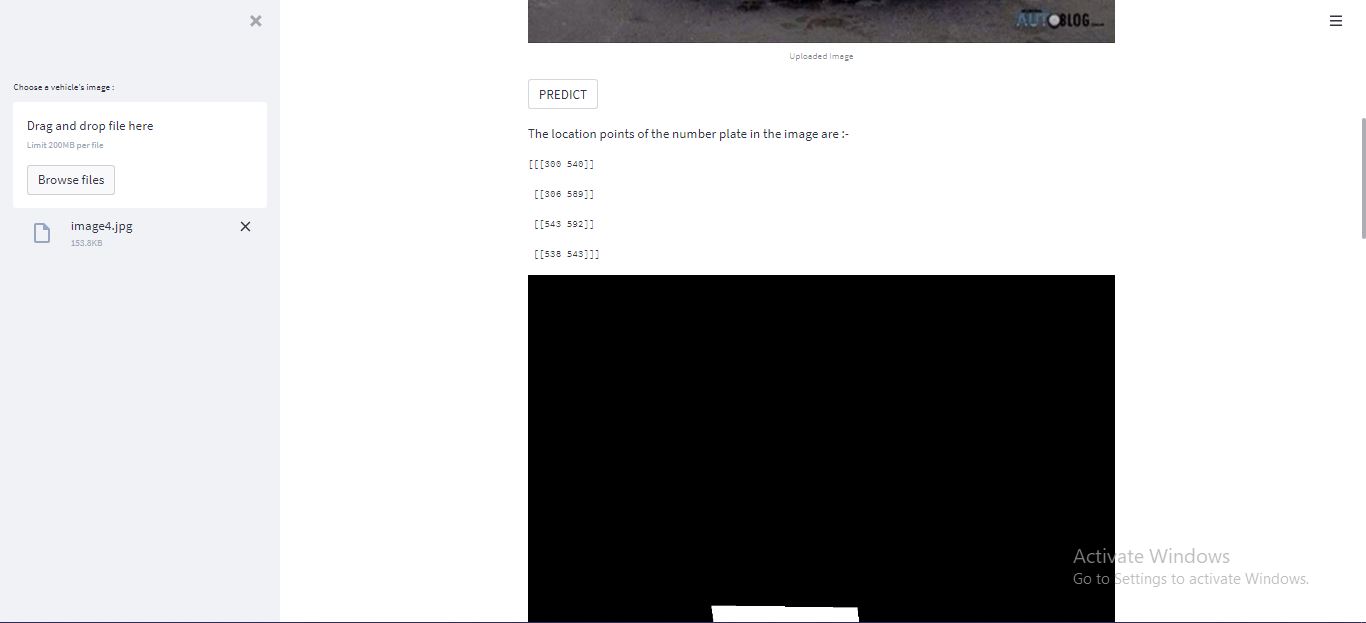 AUTOBLOG
Uploaded Image
Choose a vehicle's image :
Drag and drop file here
Limit 200MB per file
Browse files
image4.jpg
153.8KB
PREDICT
The location points of the number plate in the image are :-
[[[300 540]]
[[306 589]]
[[543 592]]
[[538 543]]]
Activate Windows
Go to Settings to activate Windows.